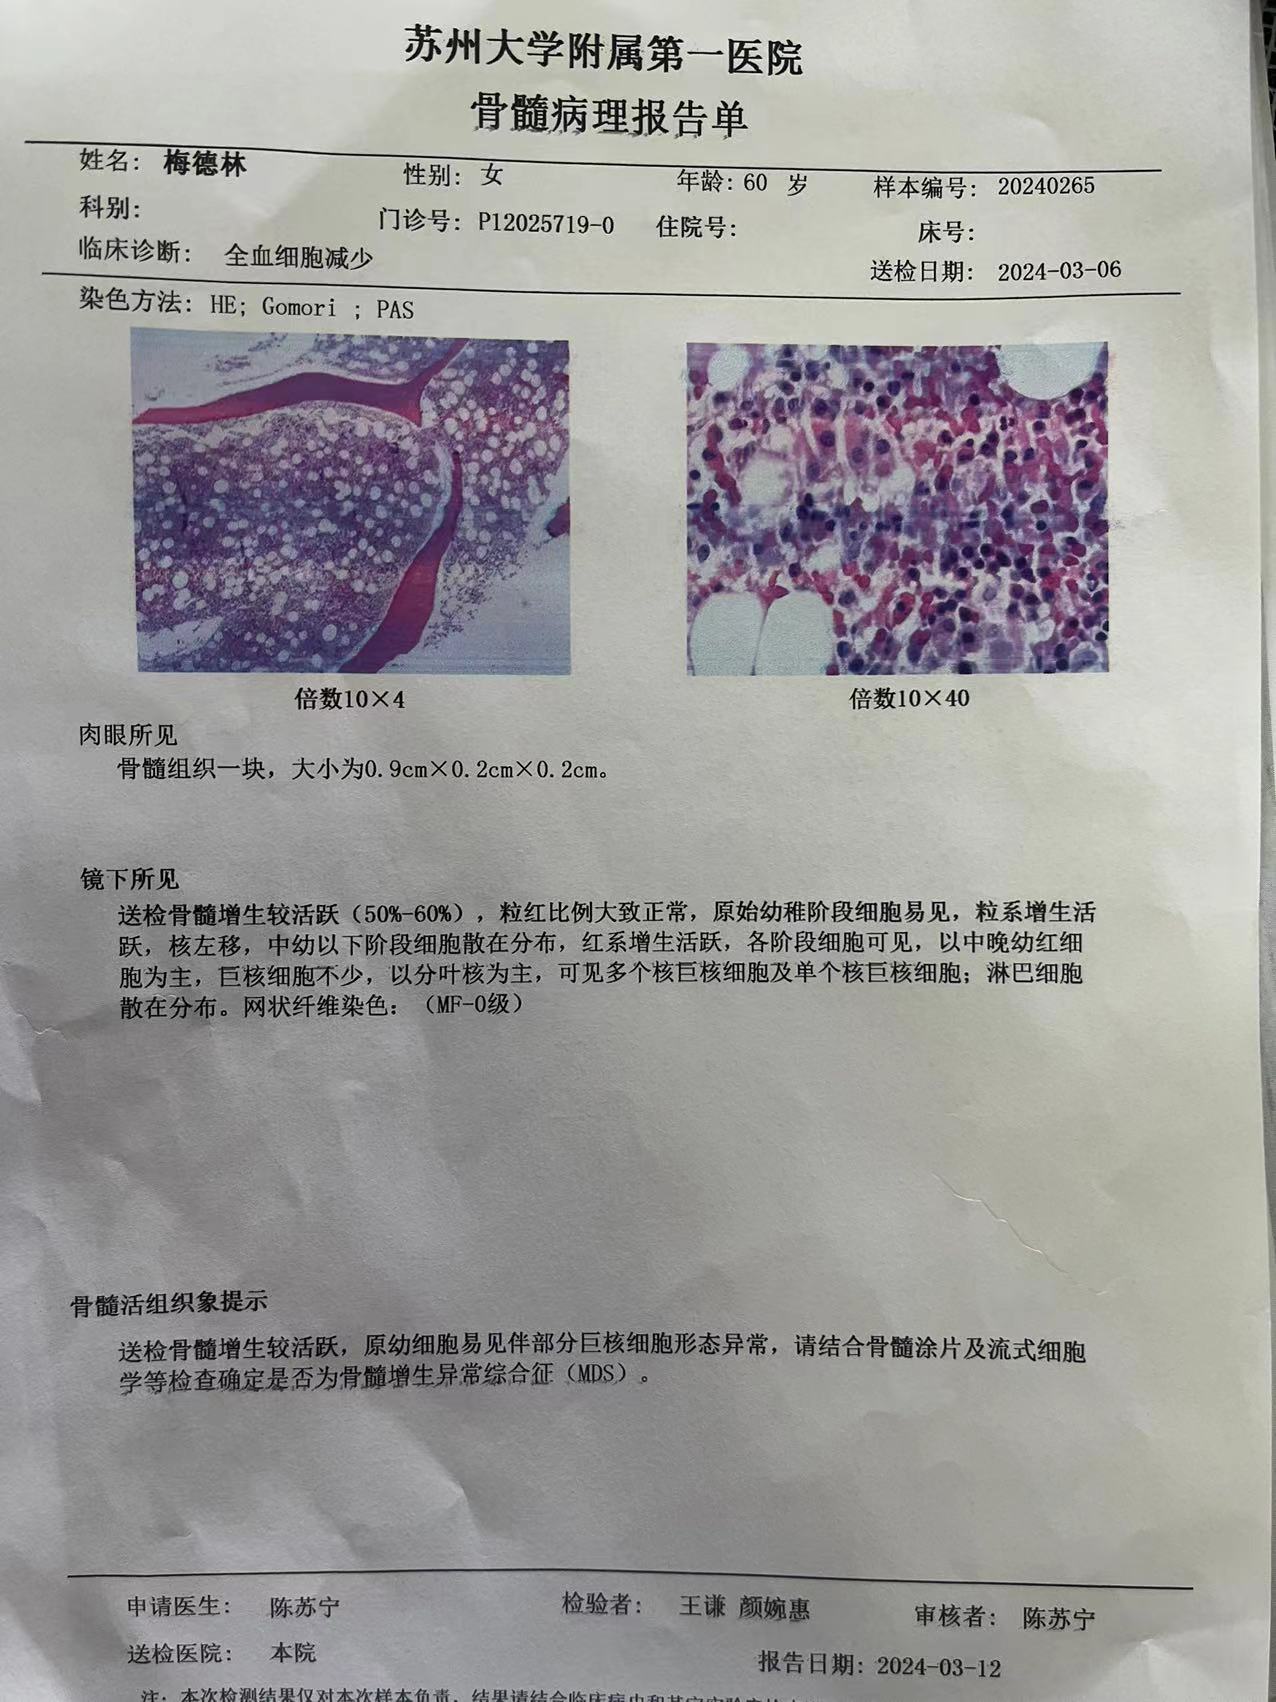 苏州大学附属第一医院
骨髓病理报告单
姓名: 梅德林 性别: 女 年龄: 60 岁 样本编号: 20240265
科别: 门诊号: P12025719-0 住院号: 床号:
临床诊断: 全血细胞减少 送检日期: 2024-03-06
染色方法: HE; Gomori ; PAS
倍数10×4 倍数10×40
肉眼所见
骨髓组织一块，大小为0.9cm×0.2cm×0.2cm。
镜下所见
送检骨髓增生较活跃（50%-60%），粒红比例大致正常，原始幼稚阶段细胞易见，粒系增生活
跃，核左移，中幼以下阶段细胞散在分布，红系增生活跃，各阶段细胞可见，以中晚幼红细
胞为主，巨核细胞不少，以分叶核为主，可见多个核巨核细胞及单个核巨核细胞；淋巴细胞
散在分布。网状纤维染色：（MF-0级）
骨髓活组织象提示
送检骨髓增生较活跃，原幼细胞易见伴部分巨核细胞形态异常，请结合骨髓涂片及流式细胞
学等检查确定是否为骨髓增生异常综合征（MDS）。
申请医生: 陈苏宁 检验者: 王谦 颜婉惠 审核者: 陈苏宁
送检医院: 本院 报告日期: 2024-03-12
注: 本次检测结果仅对本次样本负责，结果请结合临床病史和其它实验室